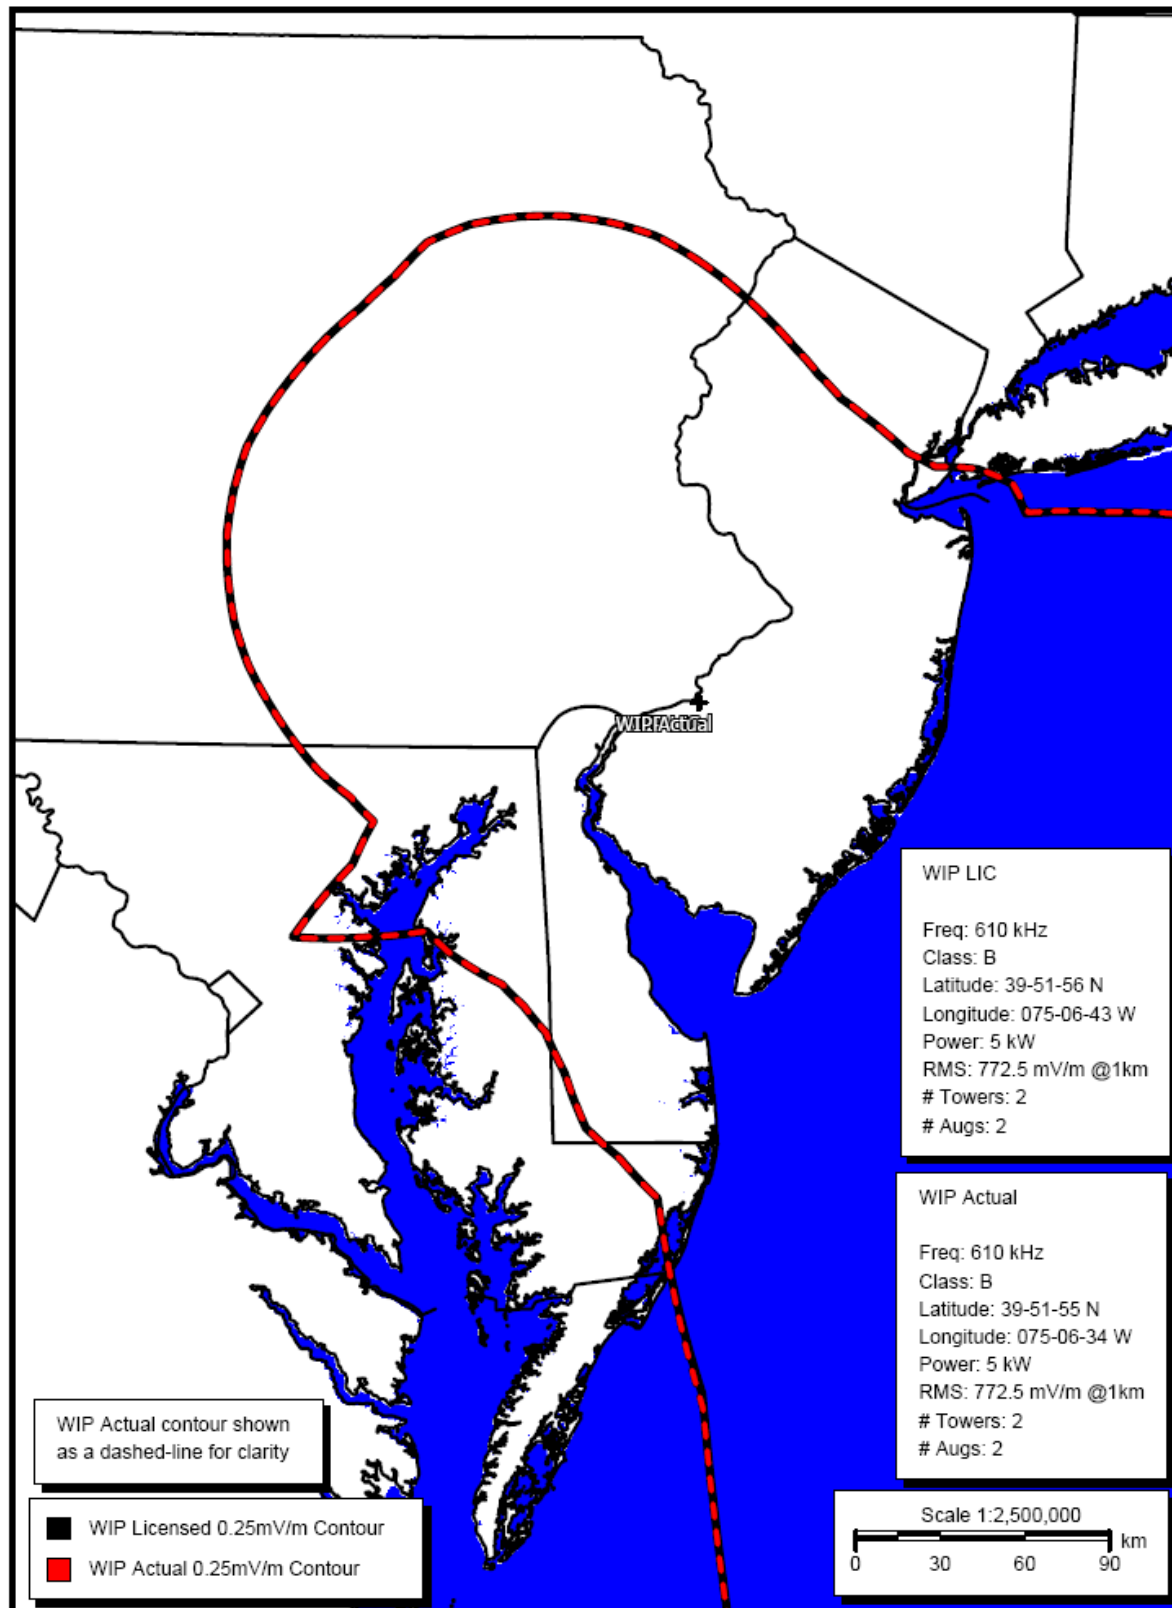 WIP Actual
WIP LIC
Freq: 610 kHz
Class: B
Latitude: 39-51-56 N
Longitude: 075-06-43 W
Power: 5 kW
RMS: 772.5 mV/m @1km
# Towers: 2
# Augs: 2
WIP Actual
Freq: 610 kHz
Class: B
Latitude: 39-51-55 N
Longitude: 075-06-34 W
Power: 5 kW
RMS: 772.5 mV/m @1km
# Towers: 2
# Augs: 2
WIP Actual contour shown
as a dashed-line for clarity
WIP Licensed 0.25mV/m Contour
WIP Actual 0.25mV/m Contour
Scale 1:2,500,000
km
0 30 60 90